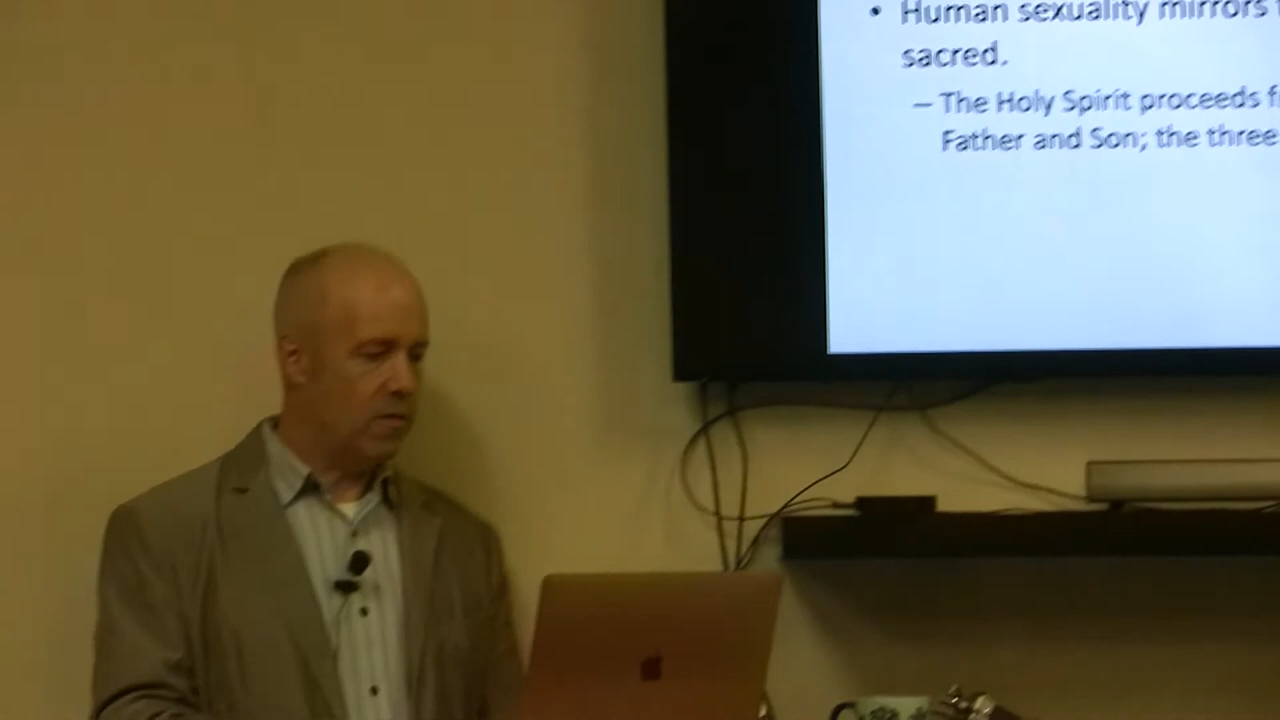 • Human sexuality mirrors
sacred.
– The Holy Spirit proceeds
Father and Son; the three